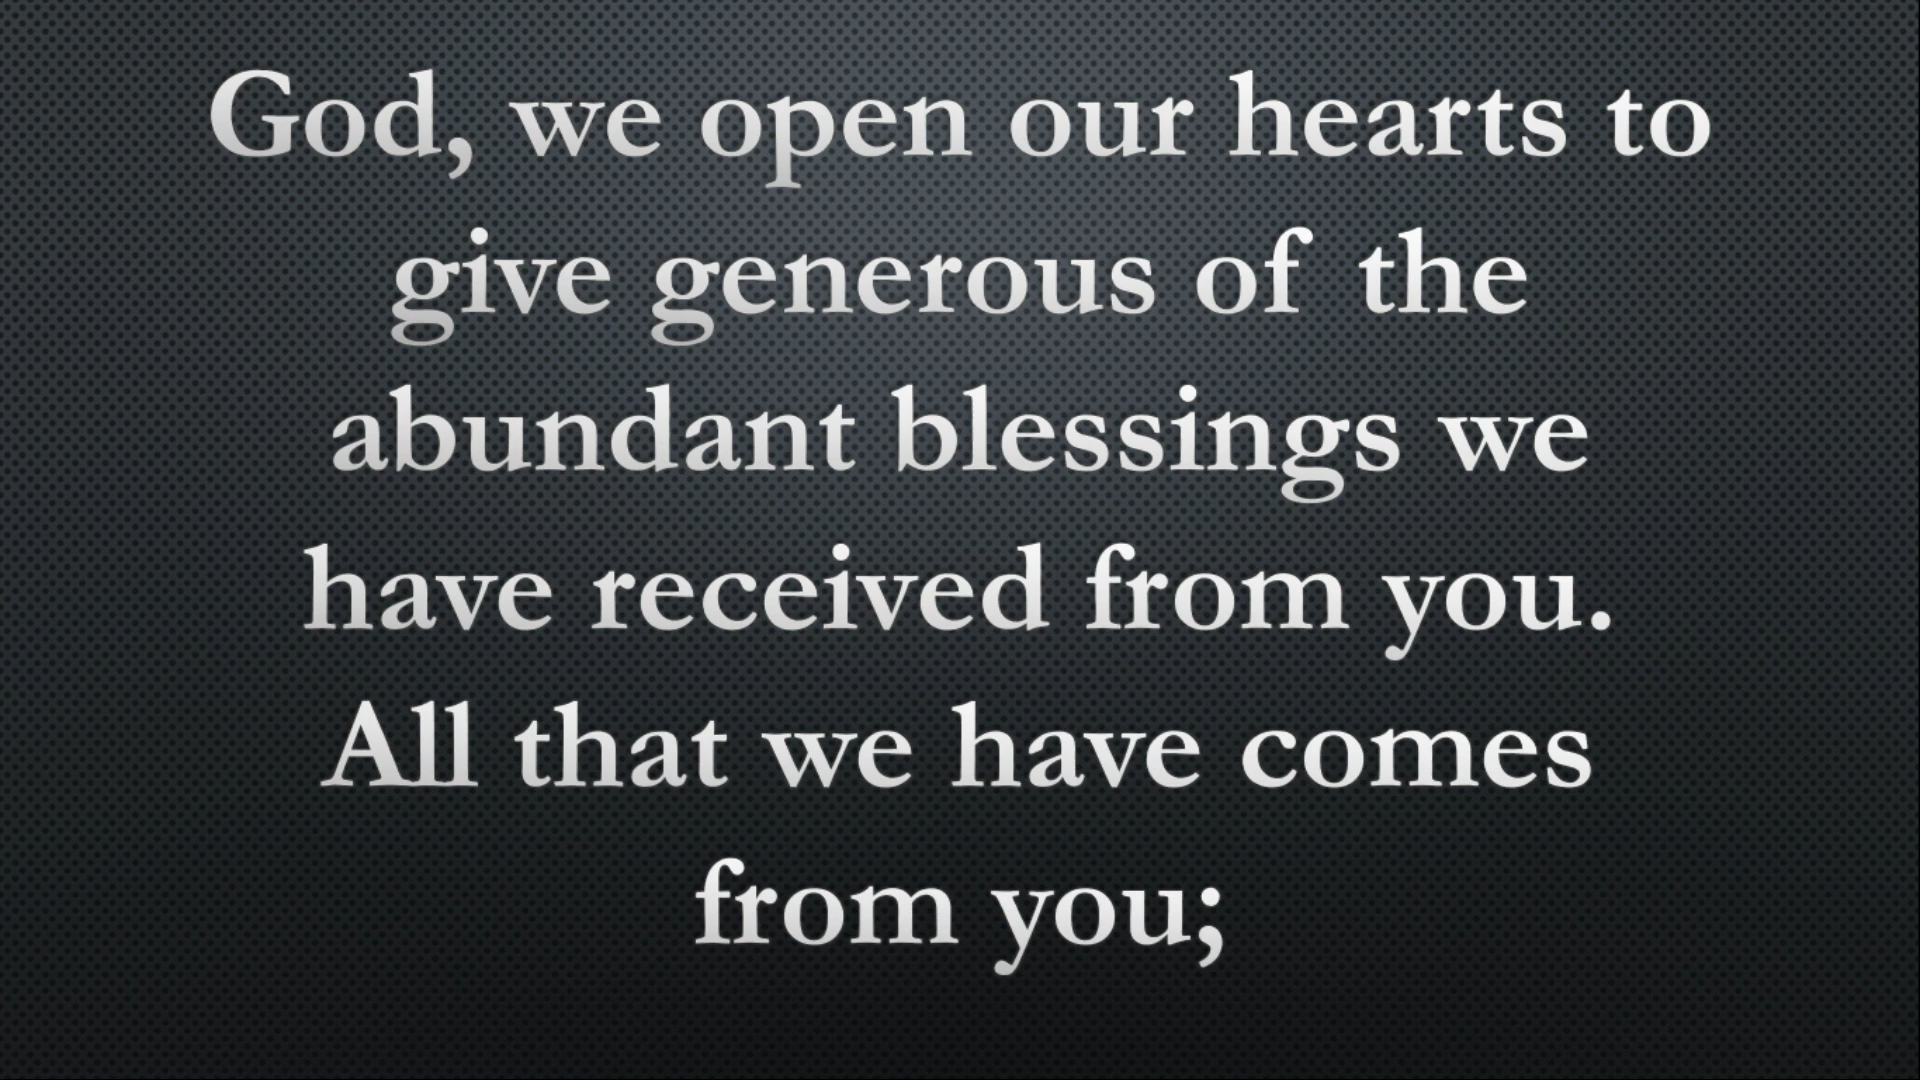 God, we open our hearts to
give generous of the
abundant blessings we
have received from you.
All that we have comes
from you;